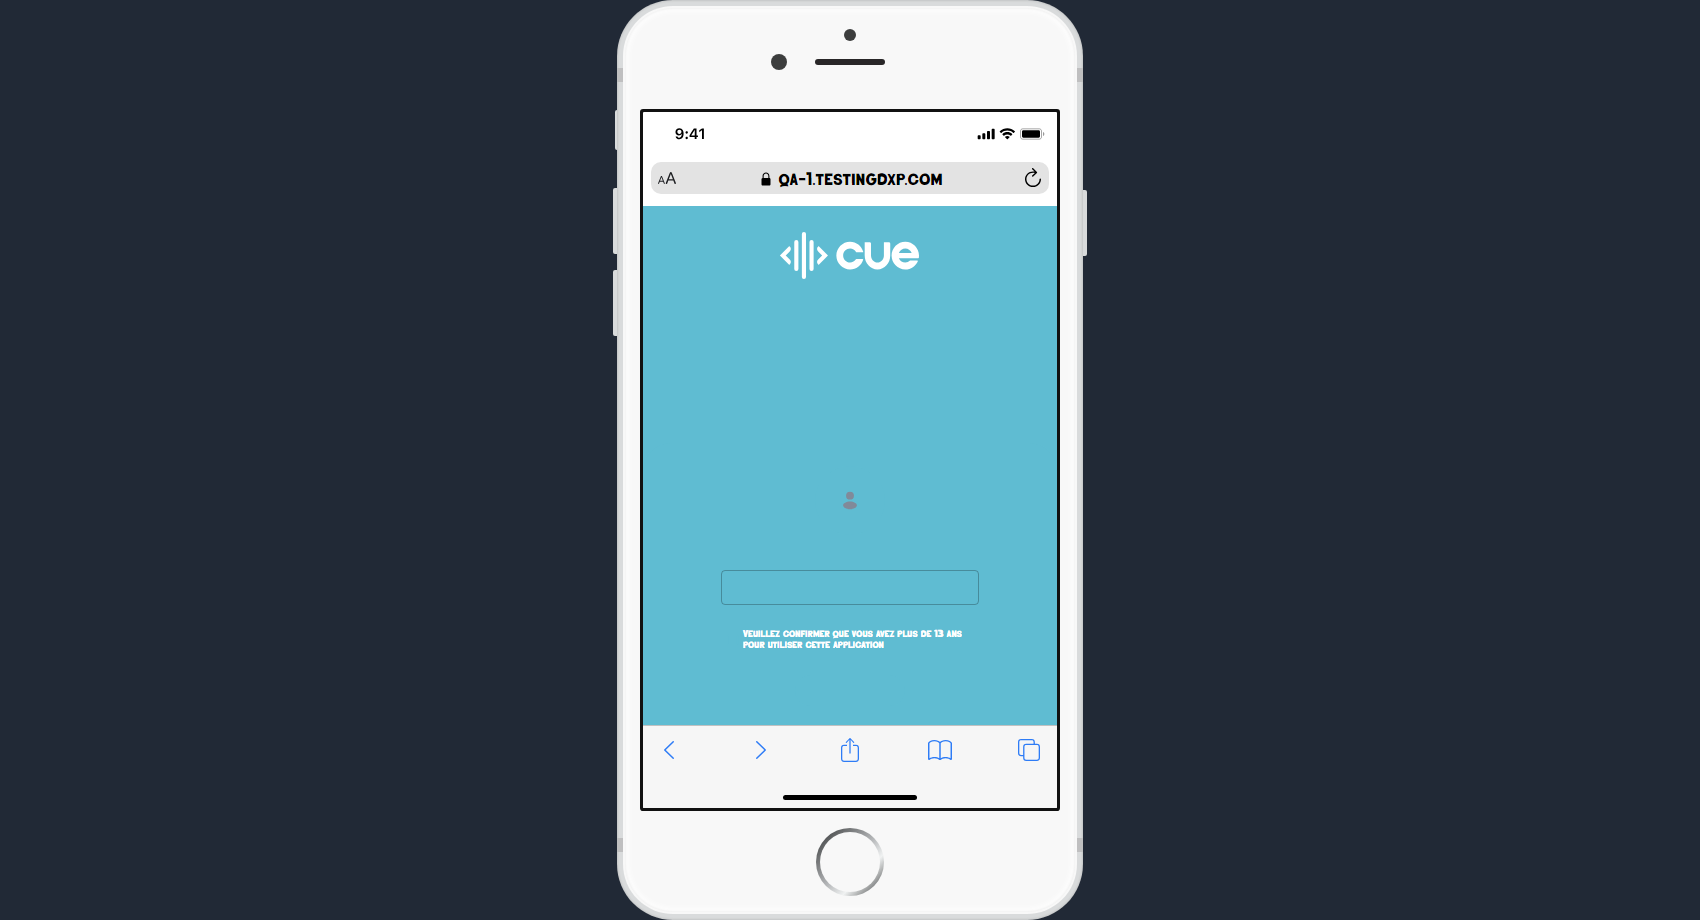 9:41
AA
QA-1.TESTINGDXP.COM
cue
VEUILLEZ CONFIRMER QUE VOUS AVEZ PLUS DE 13 ANS
POUR UTILISER CETTE APPLICATION